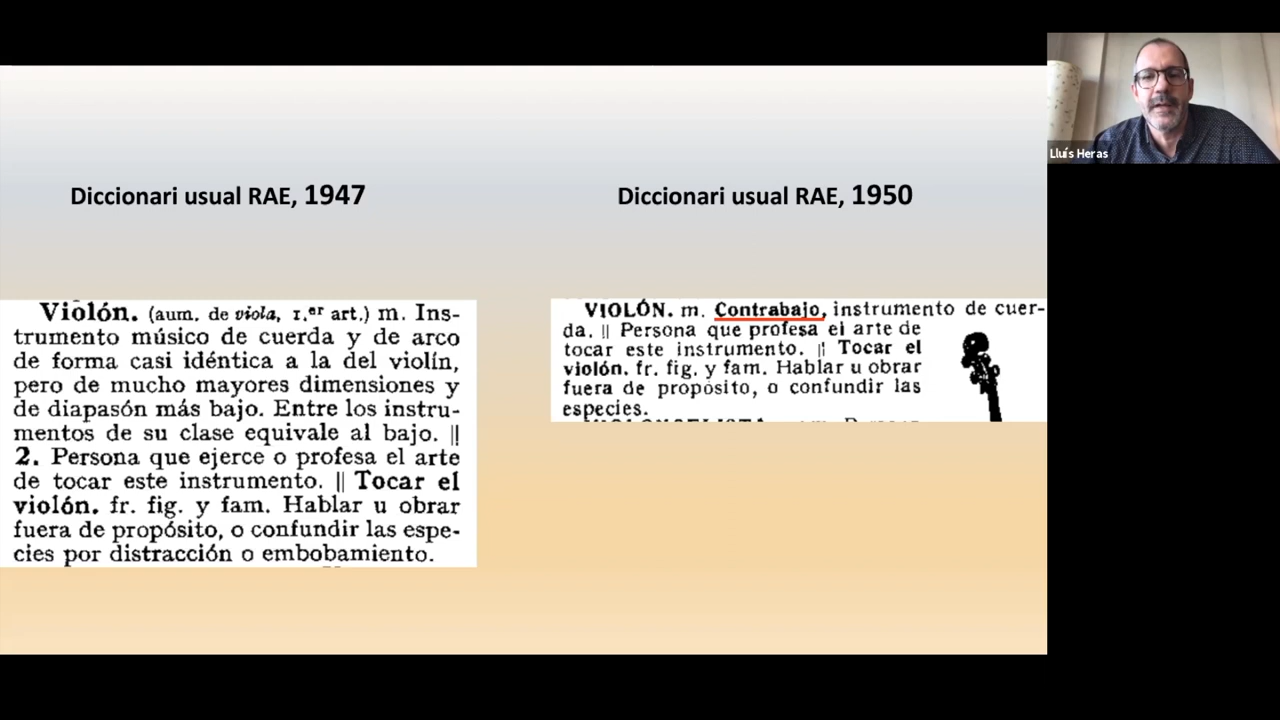 Diccionari usual RAE, 1947
Violón. (aum. de viola, 1.er art.) m. Ins-
trumento músico de cuerda y de arco
de forma casi idéntica a la del violín,
pero de mucho mayores dimensiones y
de diapasón más bajo. Entre los instru-
mentos de su clase equivale al bajo. ||
2. Persona que ejerce o profesa el arte
de tocar este instrumento. || Tocar el
violón. fr. fig. y fam. Hablar u obrar
fuera de propósito, o confundir las espe-
cies por distracción o embobamiento.
Diccionari usual RAE, 1950
VIOLÓN. m. Contrabajo, instrumento de cuer-
da. || Persona que profesa el arte de
tocar este instrumento. || Tocar el
violón. fr. fig. y fam. Hablar u obrar
fuera de propósito, o confundir las
especies.
Lluís Heras